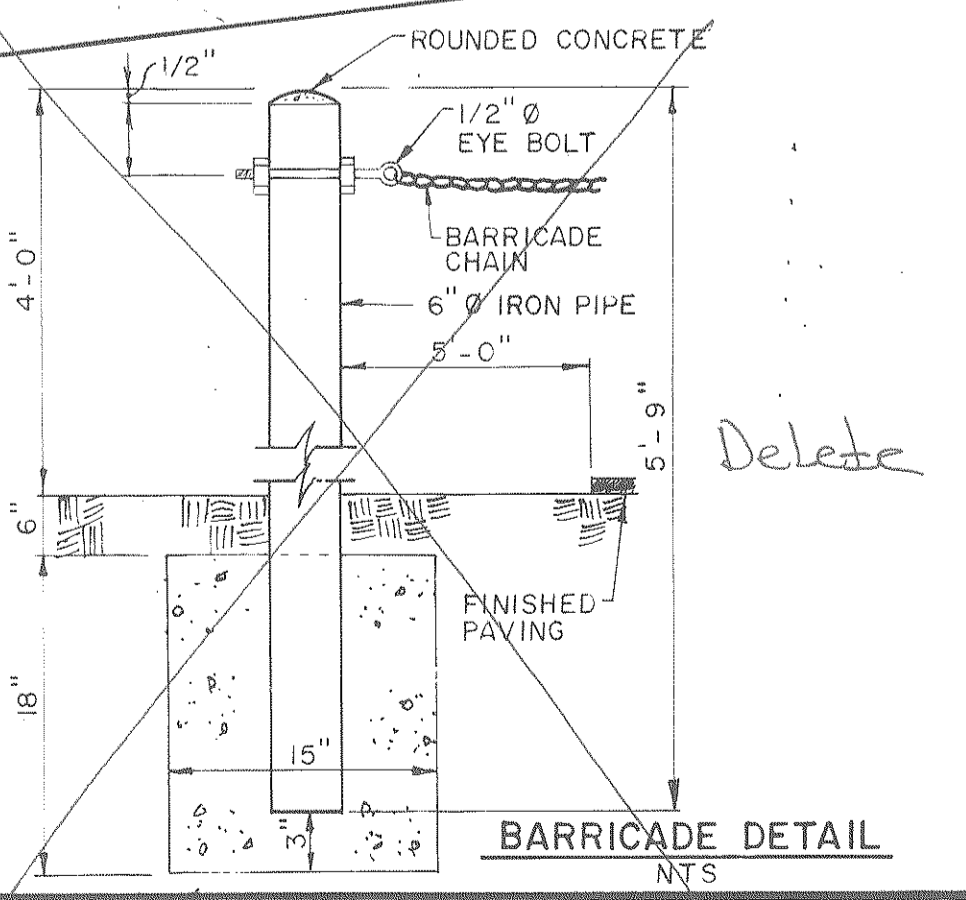 ROUNDED CONCRETE
1/2"
1/2" Ø
EYE BOLT
BARRICADE
CHAIN
4'-0"
6" Ø IRON PIPE
5'-0"
5'-9"
Delete
6"
FINISHED
PAVING
18"
15"
3"
BARRICADE DETAIL
NTS